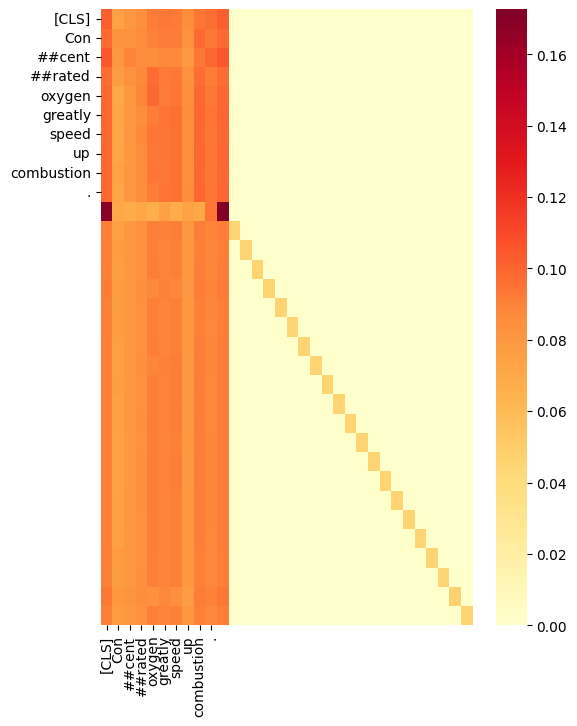 [CLS]
Con
##cent
##rated
oxygen
greatly
speed
up
combustion
.
0.16
0.14
0.12
0.10
0.08
0.06
0.04
0.02
0.00
[CLS]
Con
##cent
##rated
oxygen
greatly
speed
up
combustion
.